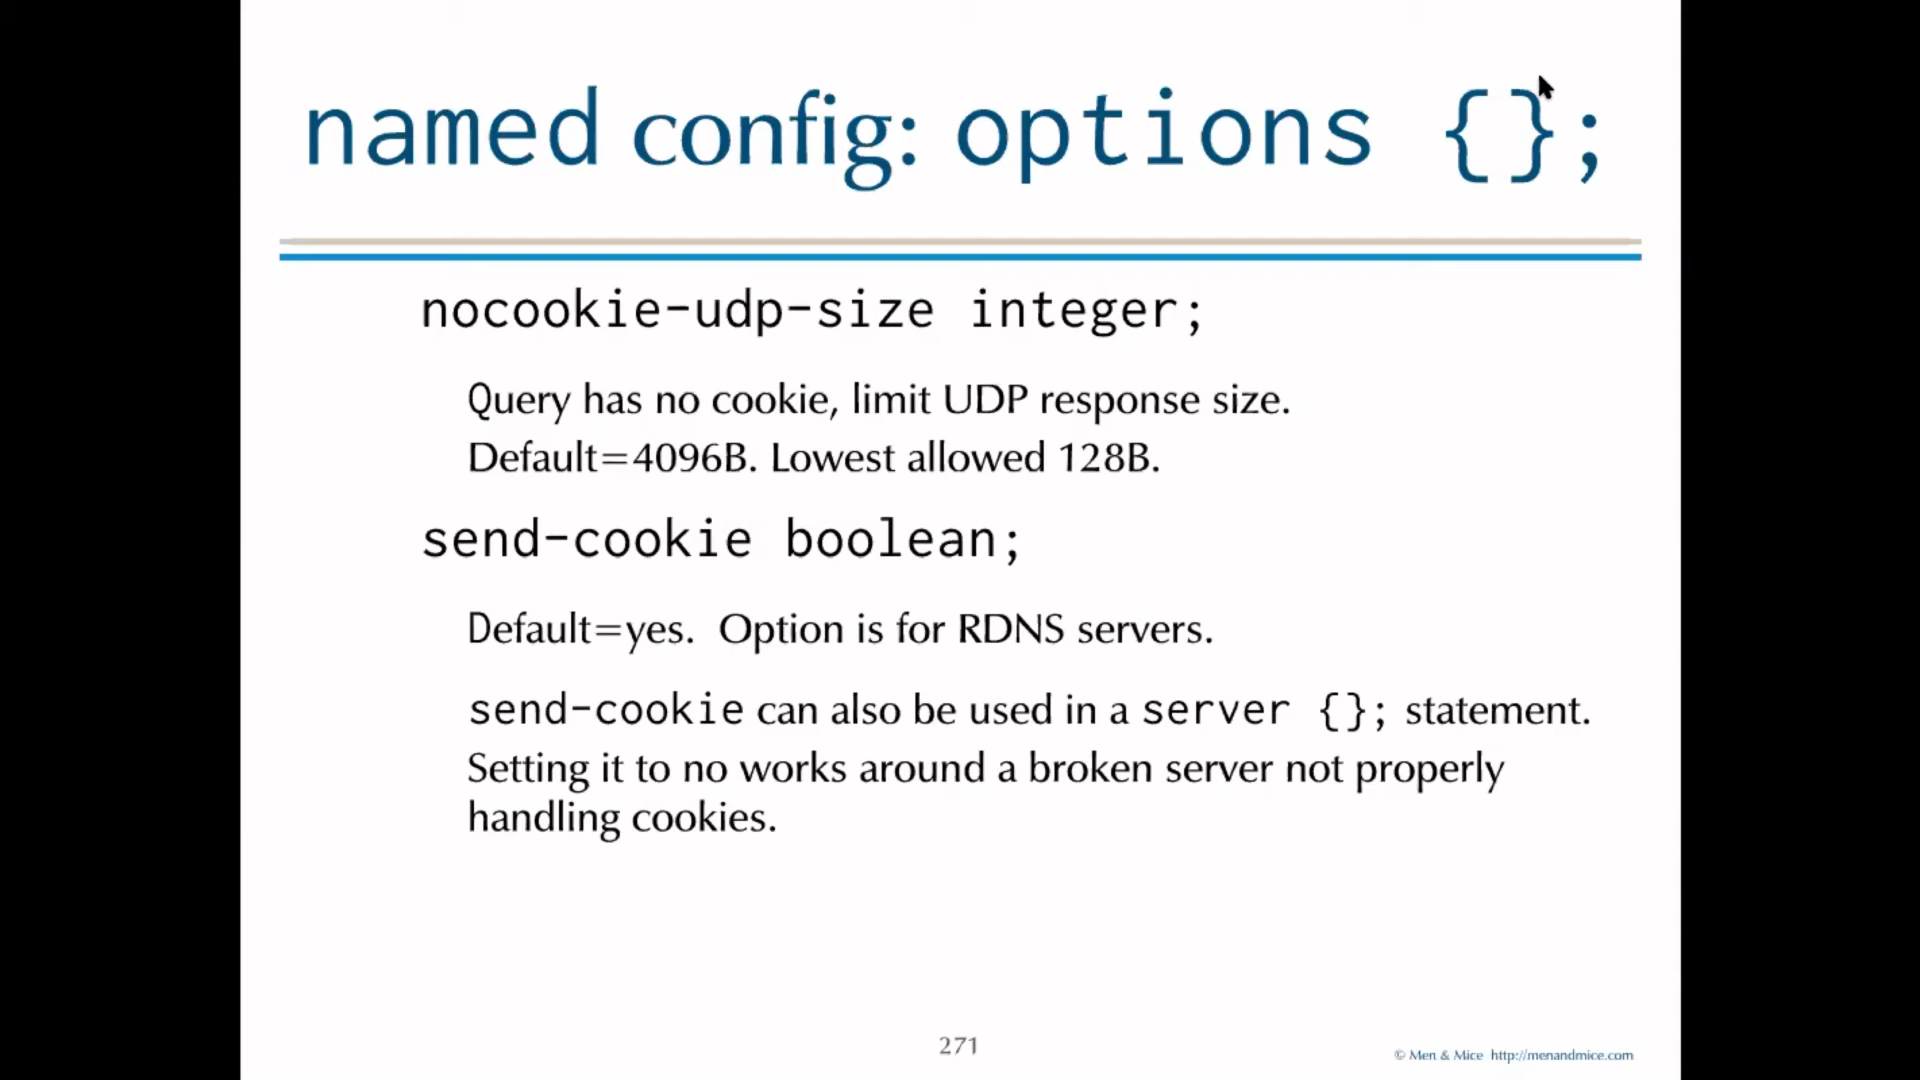 named config: options {};
nocookie-udp-size integer;
Query has no cookie, limit UDP response size.
Default=4096B. Lowest allowed 128B.
send-cookie boolean;
Default=yes. Option is for RDNS servers.
send-cookie can also be used in a server {}; statement.
Setting it to no works around a broken server not properly
handling cookies.
271
© Men & Mice http://menandmice.com